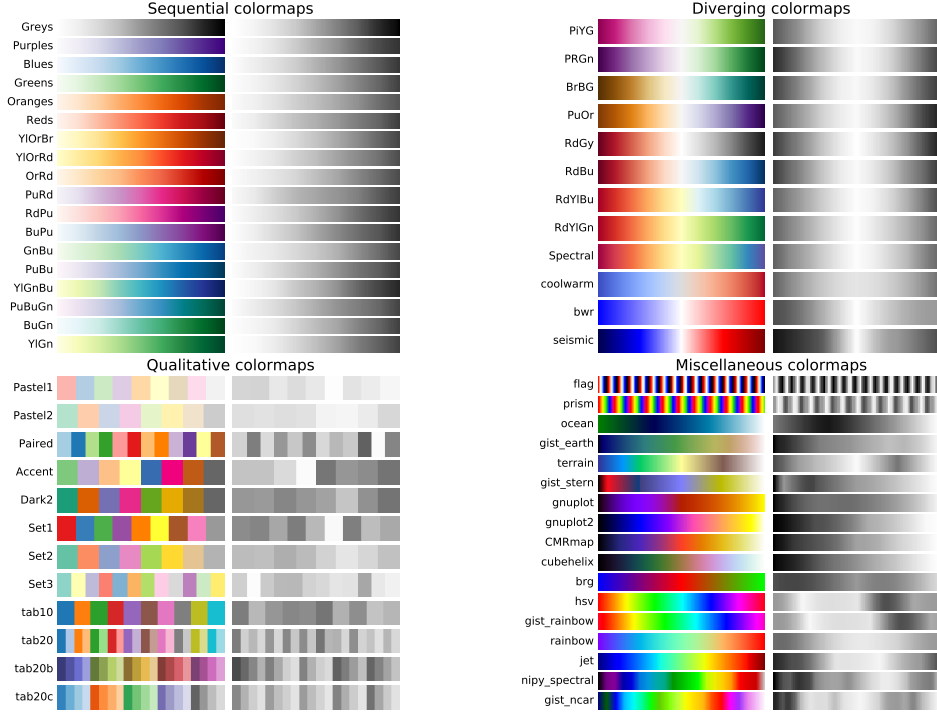 Sequential colormaps
Greys
Purples
Blues
Greens
Oranges
Reds
YlOrBr
YlOrRd
OrRd
PuRd
RdPu
BuPu
GnBu
PuBu
YlGnBu
PuBuGn
BuGn
YlGn
Diverging colormaps
PiYG
PRGn
BrBG
PuOr
RdGy
RdBu
RdYlBu
RdYlGn
Spectral
coolwarm
bwr
seismic
Qualitative colormaps
Pastel1
Pastel2
Paired
Accent
Dark2
Set1
Set2
Set3
tab10
tab20
tab20b
tab20c
Miscellaneous colormaps
flag
prism
ocean
gist_earth
terrain
gist_stern
gnuplot
gnuplot2
CMRmap
cubehelix
brg
hsv
gist_rainbow
rainbow
jet
nipy_spectral
gist_ncar